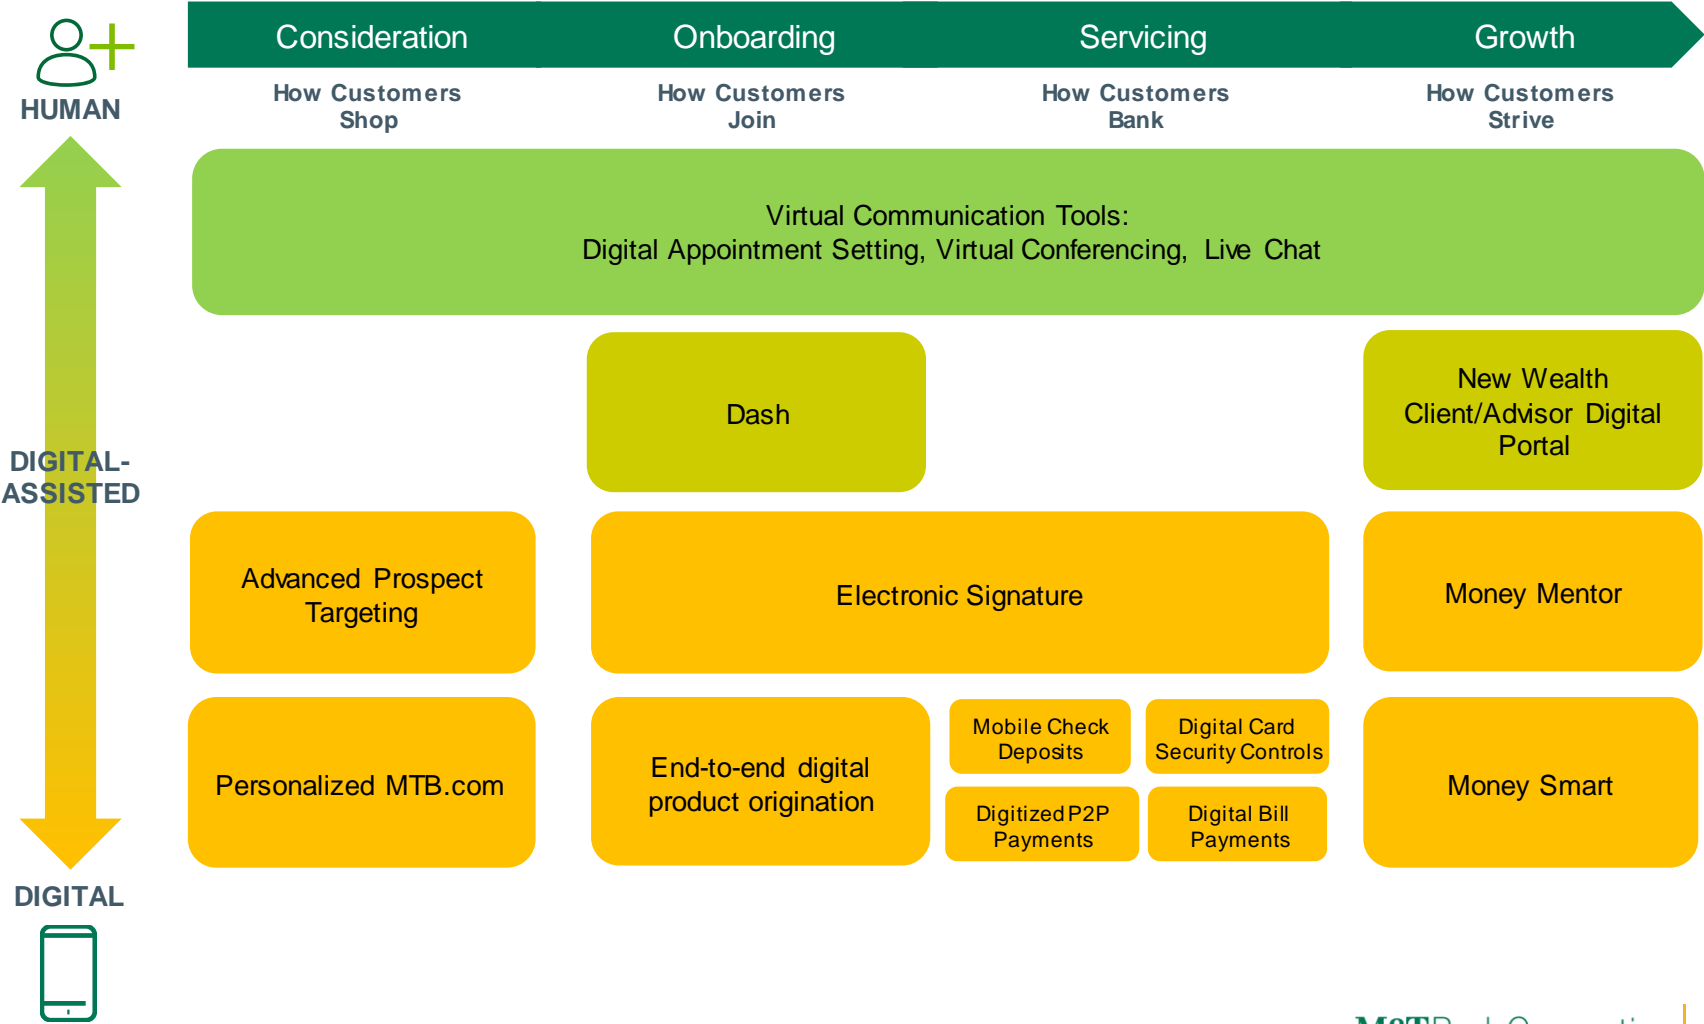 Consideration
Onboarding
Servicing
Growth
HUMAN
How Customers
Shop
How Customers
Join
How Customers
Bank
How Customers
Strive
Virtual Communication Tools:
Digital Appointment Setting, Virtual Conferencing, Live Chat
Dash
New Wealth
Client/Advisor Digital
Portal
DIGITAL-
ASSISTED
Advanced Prospect
Targeting
Electronic Signature
Money Mentor
Personalized MTB.com
End-to-end digital
product origination
Mobile Check
Deposits
Digital Card
Security Controls
Digitized P2P
Payments
Digital Bill
Payments
Money Smart
DIGITAL